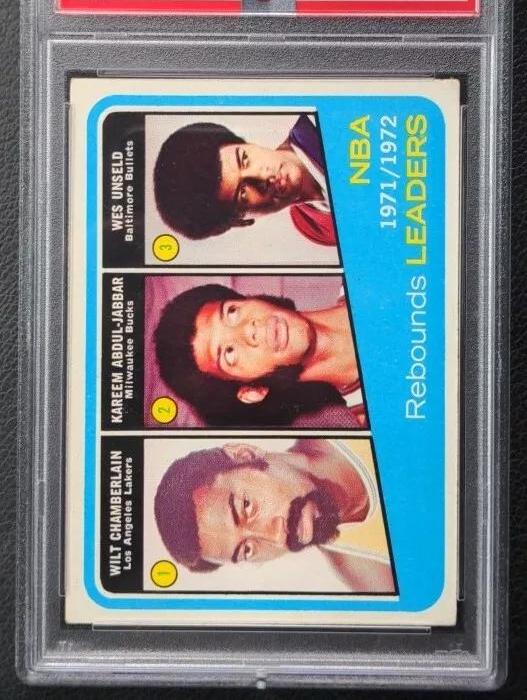 NBA
1971/1972
Rebounds LEADERS
1
WILT CHAMBERLAIN
Los Angeles Lakers
2
KAREEM ABDUL-JABBAR
Milwaukee Bucks
3
WES UNSELD
Baltimore Bullets